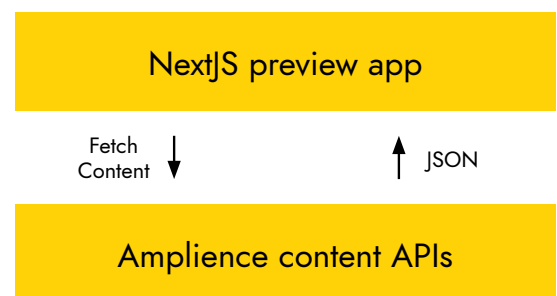 NextJS preview app
Fetch
Content
JSON
Amplience content APIs